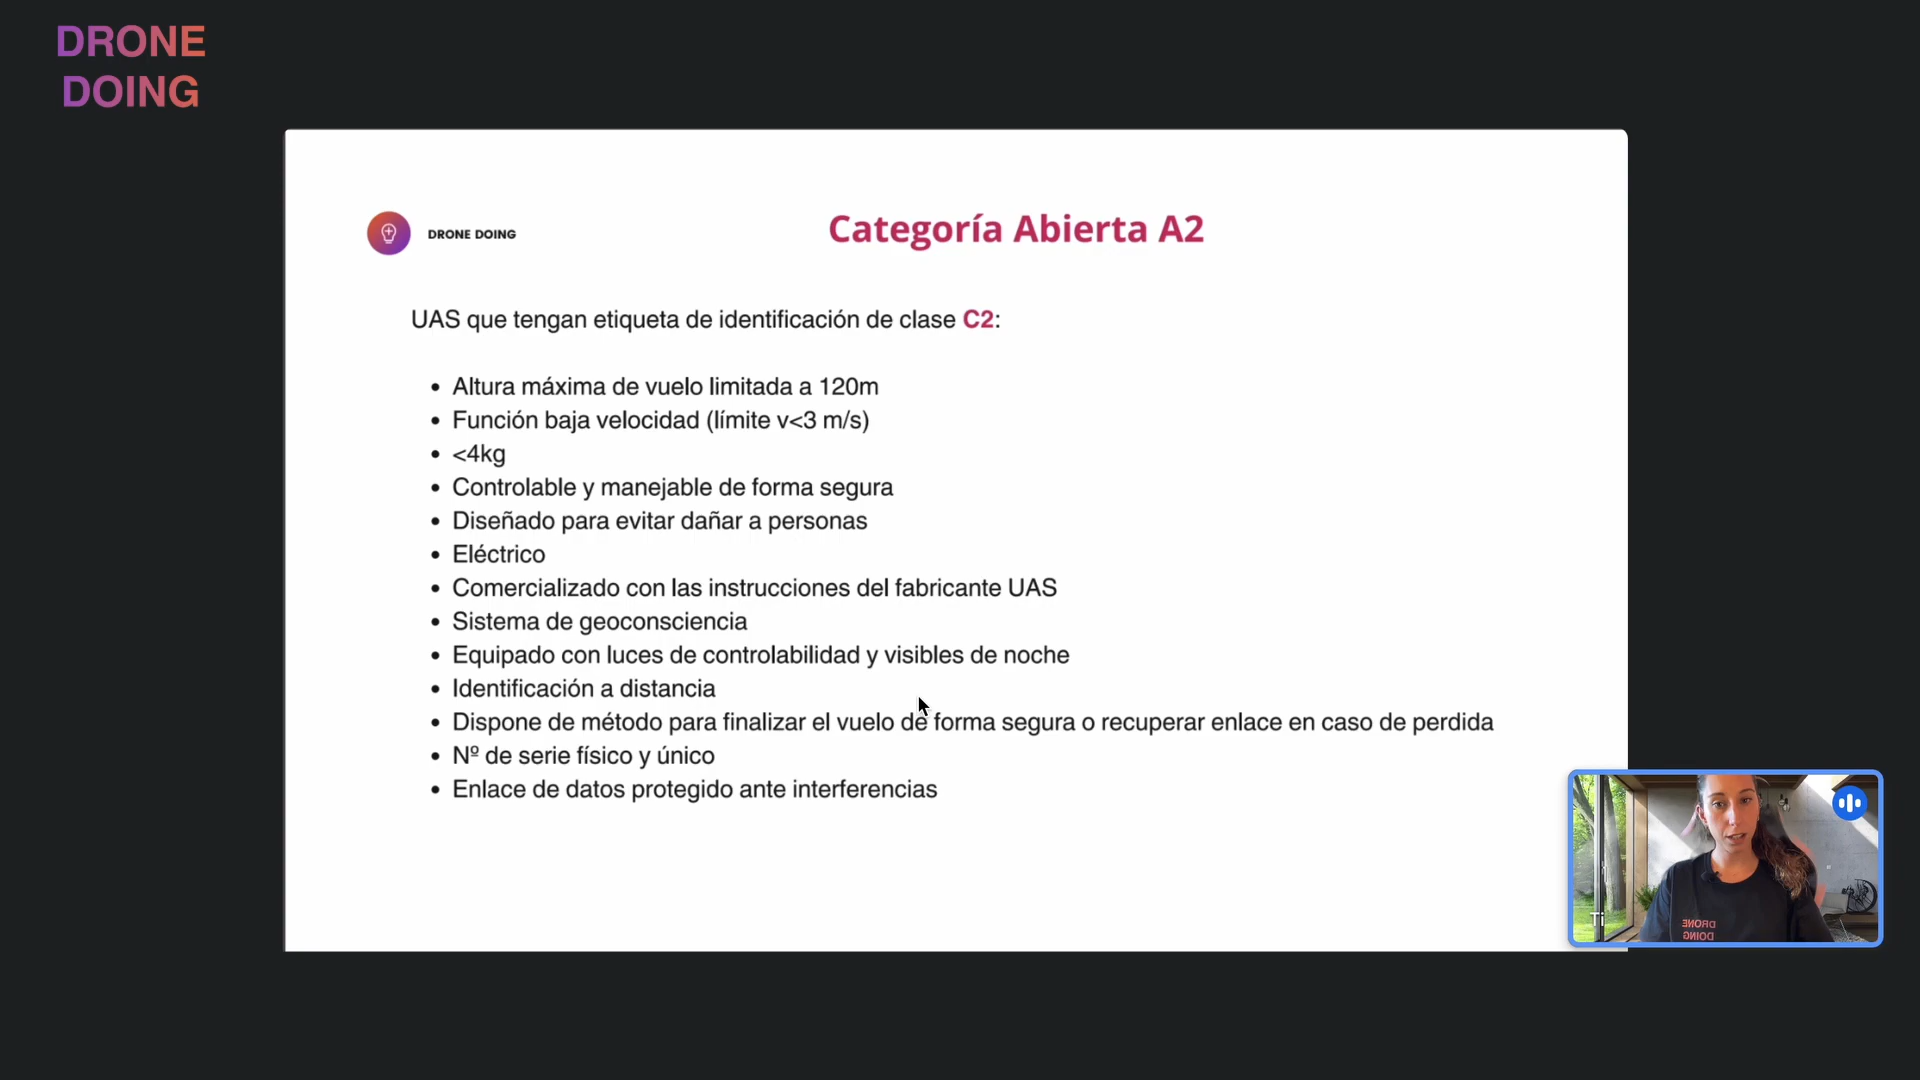 DRONE
DOING
DRONE DOING
Categoría Abierta A2
UAS que tengan etiqueta de identificación de clase C2:
• Altura máxima de vuelo limitada a 120m
• Función baja velocidad (límite v<3 m/s)
• <4kg
• Controlable y manejable de forma segura
• Diseñado para evitar dañar a personas
• Eléctrico
• Comercializado con las instrucciones del fabricante UAS
• Sistema de geoconsciencia
• Equipado con luces de controlabilidad y visibles de noche
• Identificación a distancia
• Dispone de método para finalizar el vuelo de forma segura o recuperar enlace en caso de perdida
• Nº de serie físico y único
• Enlace de datos protegido ante interferencias
Ti
DRONE
DOING